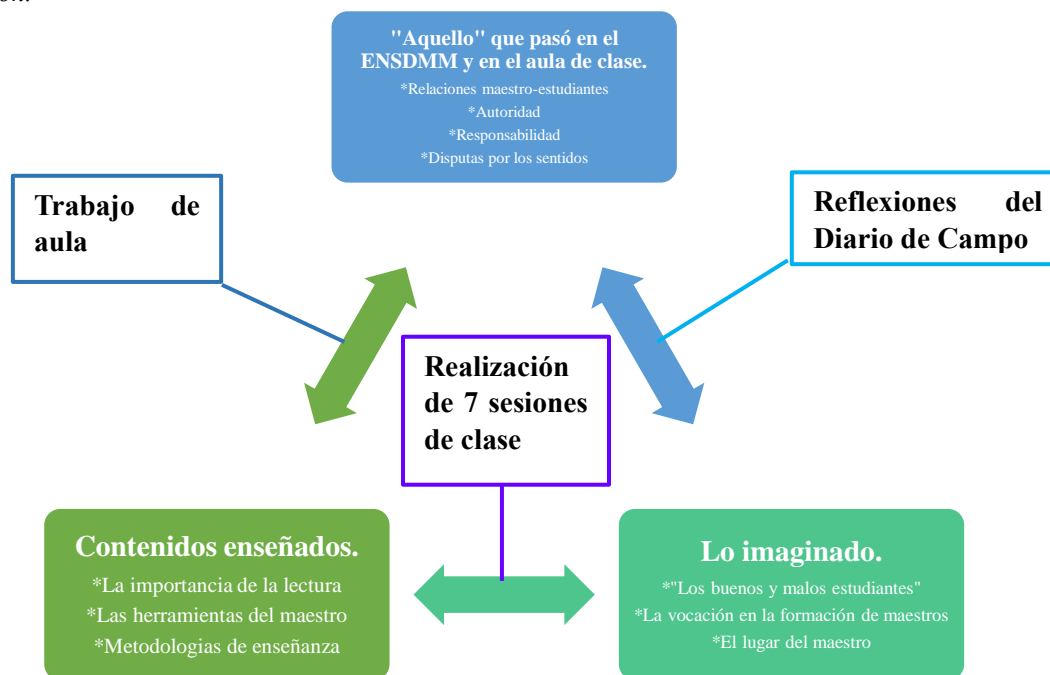 "Aquello" que pasó en el
ENSDMM y en el aula de clase.
*Relaciones maestro-estudiantes
*Autoridad
*Responsabilidad
*Disputas por los sentidos
Trabajo de
aula
Reflexiones del
Diario de Campo
Realización
de 7 sesiones
de clase
Contenidos enseñados.
*La importancia de la lectura
*Las herramientas del maestro
*Metodologias de enseñanza
Lo imaginado.
*"Los buenos y malos estudiantes"
*La vocación en la formación de maestros
*El lugar del maestro